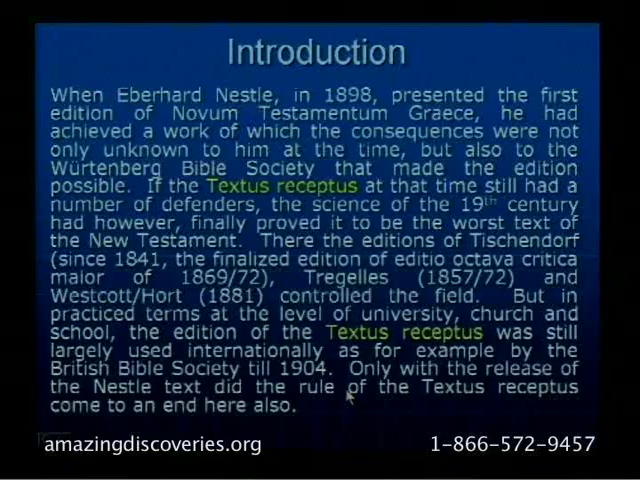 Introduction
When Eberhard Nestle, in 1898, presented the first
edition of Novum Testamentum Graece, he had
achieved a work of which the consequences were not
only unknown to him at the time, but also to the
Würtenberg Bible Society that made the edition
possible. If the Textus receptus at that time still had a
number of defenders, the science of the 19th century
had however, finally proved it to be the worst text of
the New Testament. There the editions of Tischendorf
(since 1841, the finalized edition of editio octava critica
maior of 1869/72), Tregelles (1857/72) and
Westcott/Hort (1881) controlled the field. But in
practiced terms at the level of university, church and
school, the edition of the Textus receptus was still
largely used internationally as for example by the
British Bible Society till 1904. Only with the release of
the Nestle text did the rule of the Textus receptus
come to an end here also.
amazingdiscoveries.org 1-866-572-9457